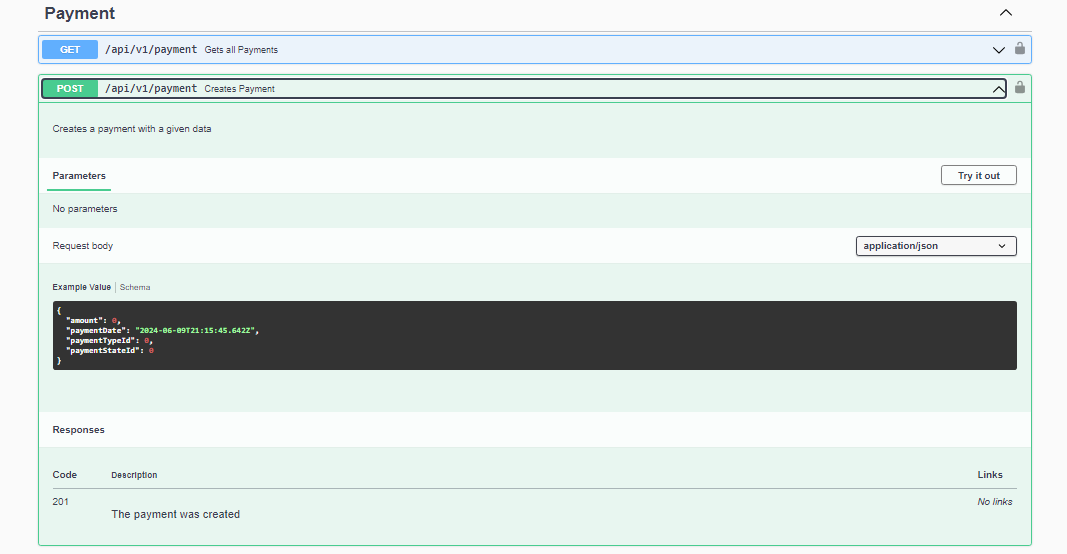 Payment
GET /api/v1/payment Gets all Payments
POST /api/v1/payment Creates Payment
Creates a payment with a given data
Parameters
Try it out
No parameters
Request body
application/json
Example Value | Schema
{
  "amount": 0,
  "paymentDate": "2024-06-09T21:15:45.642Z",
  "paymentTypeId": 0,
  "paymentStateId": 0
}
Responses
Code Description Links
201 No links
The payment was created